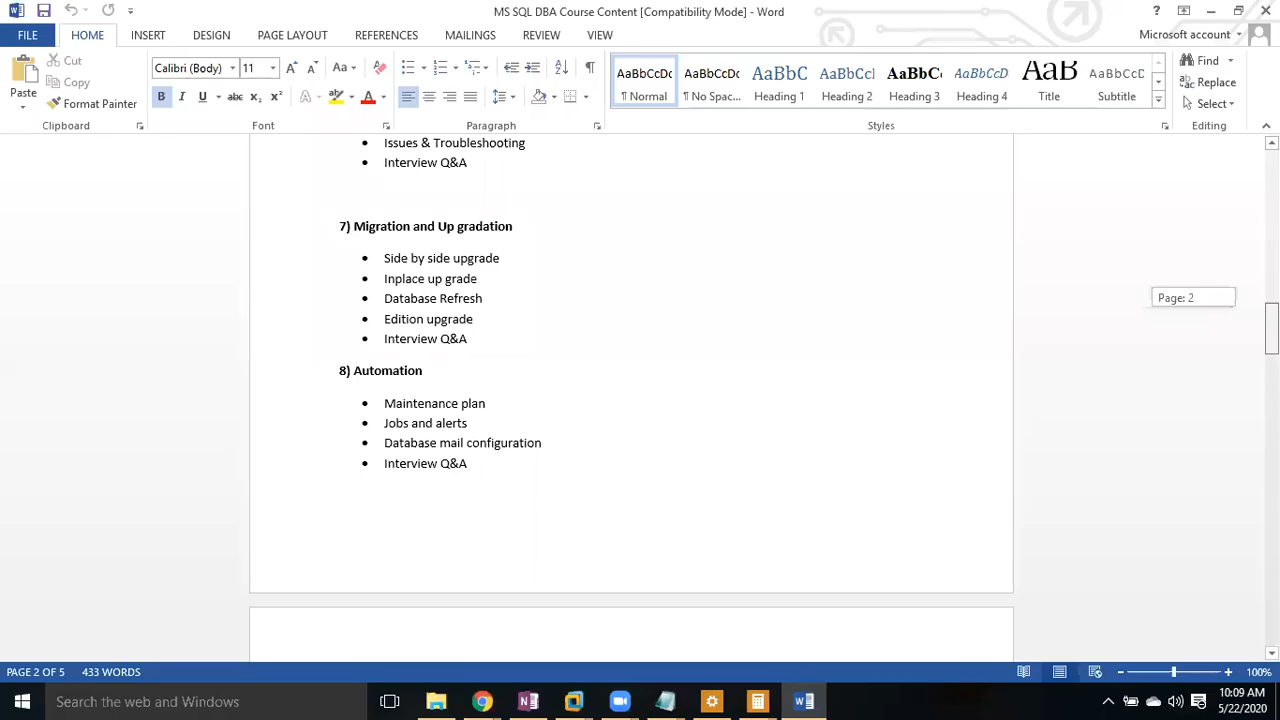 MS SQL DBA Course Content [Compatibility Mode] - Word
?
FILE HOME INSERT DESIGN PAGE LAYOUT REFERENCES MAILINGS REVIEW VIEW Microsoft account
Paste
Cut
Copy
Format Painter
Clipboard
Calibri (Body) 11 Aa
B I U abc x₂ x² A A
Font
Paragraph
AaBbCcDc AaBbCcDc AaBbC AaBbCcl AaBbC AaBbCcD AaB AaBbCcD
¶ Normal ¶ No Spac... Heading 1 Heading 2 Heading 3 Heading 4 Title Subtitle
Styles
Find
Replace
Select
Editing
• Issues & Troubleshooting
• Interview Q&A
7) Migration and Up gradation
• Side by side upgrade
• Inplace up grade
• Database Refresh
• Edition upgrade
• Interview Q&A
Page: 2
8) Automation
• Maintenance plan
• Jobs and alerts
• Database mail configuration
• Interview Q&A
PAGE 2 OF 5 433 WORDS 100%
Search the web and Windows
10:09 AM
5/22/2020